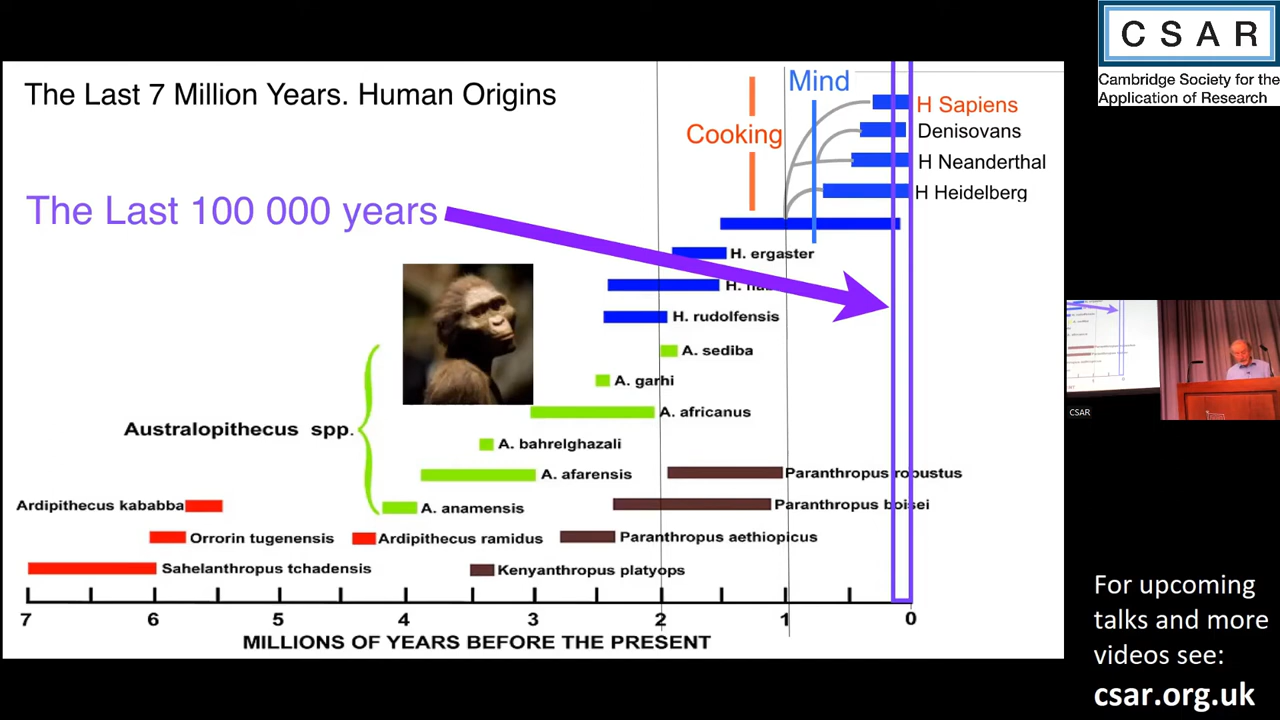 The Last 7 Million Years. Human Origins
Mind
Cooking
H Sapiens
Denisovans
H Neanderthal
H Heidelberg
The Last 100 000 years
H. ergaster
H.
H. rudolfensis
A. sediba
A. garhi
A. africanus
Australopithecus spp.
A. bahrelghazali
A. afarensis
Paranthropus robustus
Ardipithecus kababba
A. anamensis
Paranthropus boisei
Orrorin tugenensis
Ardipithecus ramidus
Paranthropus aethiopicus
Sahelanthropus tchadensis
Kenyanthropus platyops
7 6 5 4 3 2 1 0
MILLIONS OF YEARS BEFORE THE PRESENT
CSAR
Cambridge Society for the
Application of Research
CSAR
For upcoming
talks and more
videos see:
csar.org.uk